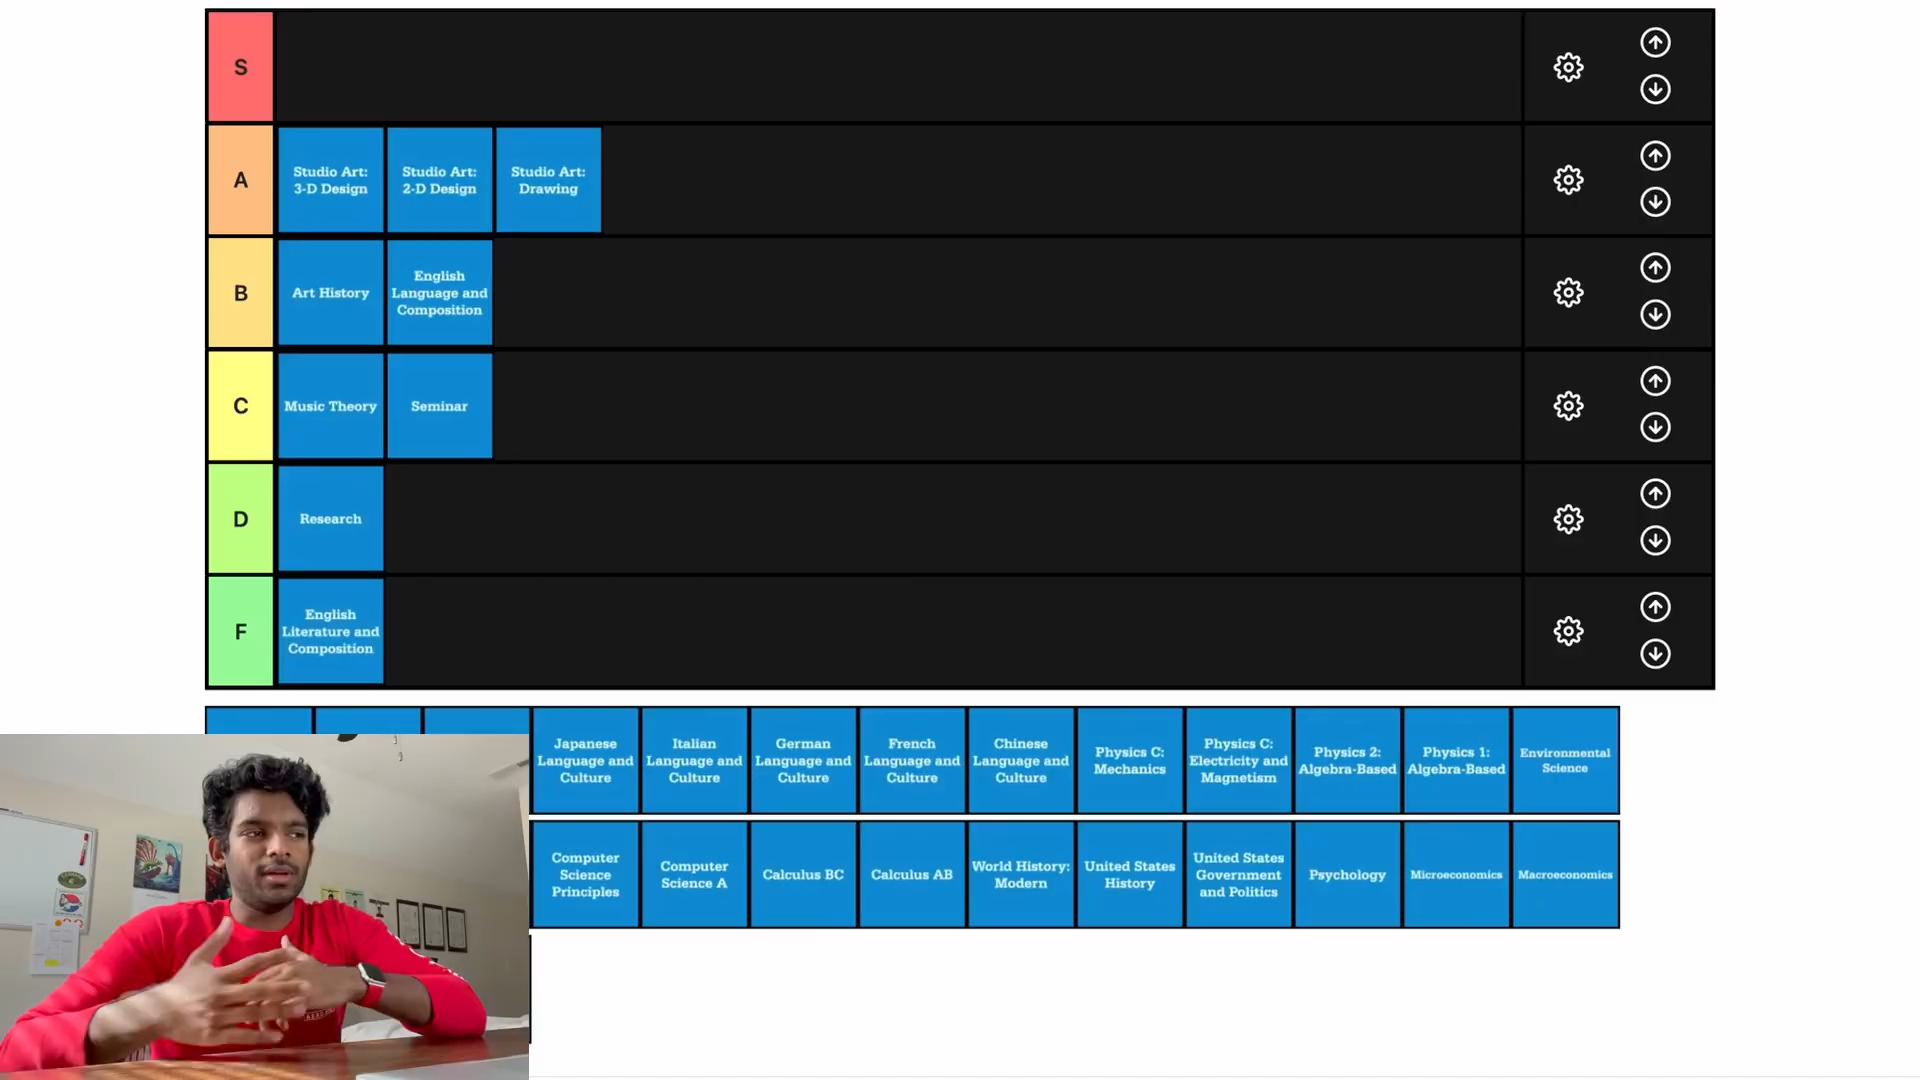 S
A
Studio Art:
3-D Design
Studio Art:
2-D Design
Studio Art:
Drawing
B
Art History
English
Language and
Composition
C
Music Theory
Seminar
D
Research
F
English
Literature and
Composition
Japanese
Language and
Culture
Italian
Language and
Culture
German
Language and
Culture
French
Language and
Culture
Chinese
Language and
Culture
Physics C:
Mechanics
Physics C:
Electricity and
Magnetism
Physics 2:
Algebra-Based
Physics 1:
Algebra-Based
Environmental
Science
Computer
Science
Principles
Computer
Science A
Calculus BC
Calculus AB
World History:
Modern
United States
History
United States
Government
and Politics
Psychology
Microeconomics
Macroeconomics